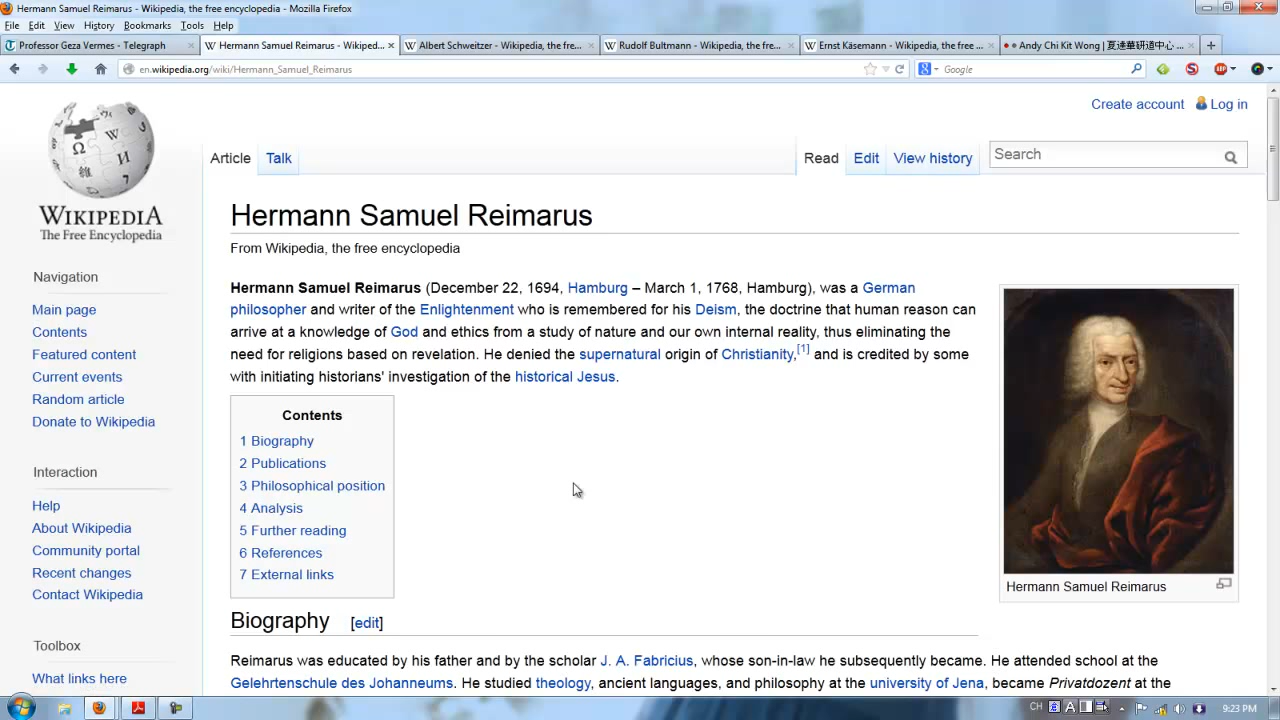 Hermann Samuel Reimarus - Wikipedia, the free encyclopedia - Mozilla Firefox
File Edit View History Bookmarks Tools Help
Professor Geza Vermes - Telegraph
Hermann Samuel Reimarus - Wikiped...
Albert Schweitzer - Wikipedia, the fre...
Rudolf Bultmann - Wikipedia, the fre...
Ernst Käsemann - Wikipedia, the free ...
Andy Chi Kit Wong | 夏達華研道中心 ...
en.wikipedia.org/wiki/Hermann_Samuel_Reimarus
Google
Create account Log in
Article Talk Read Edit View history Search
WIKIPEDIA
The Free Encyclopedia
Navigation
Main page
Contents
Featured content
Current events
Random article
Donate to Wikipedia
Interaction
Help
About Wikipedia
Community portal
Recent changes
Contact Wikipedia
Toolbox
What links here
Hermann Samuel Reimarus
From Wikipedia, the free encyclopedia
Hermann Samuel Reimarus (December 22, 1694, Hamburg – March 1, 1768, Hamburg), was a German
philosopher and writer of the Enlightenment who is remembered for his Deism, the doctrine that human reason can
arrive at a knowledge of God and ethics from a study of nature and our own internal reality, thus eliminating the
need for religions based on revelation. He denied the supernatural origin of Christianity,[1] and is credited by some
with initiating historians' investigation of the historical Jesus.
Hermann Samuel Reimarus
Contents
1 Biography
2 Publications
3 Philosophical position
4 Analysis
5 Further reading
6 References
7 External links
Biography [edit]
Reimarus was educated by his father and by the scholar J. A. Fabricius, whose son-in-law he subsequently became. He attended school at the
Gelehrtenschule des Johanneums. He studied theology, ancient languages, and philosophy at the university of Jena, became Privatdozent at the
CH
9:23 PM